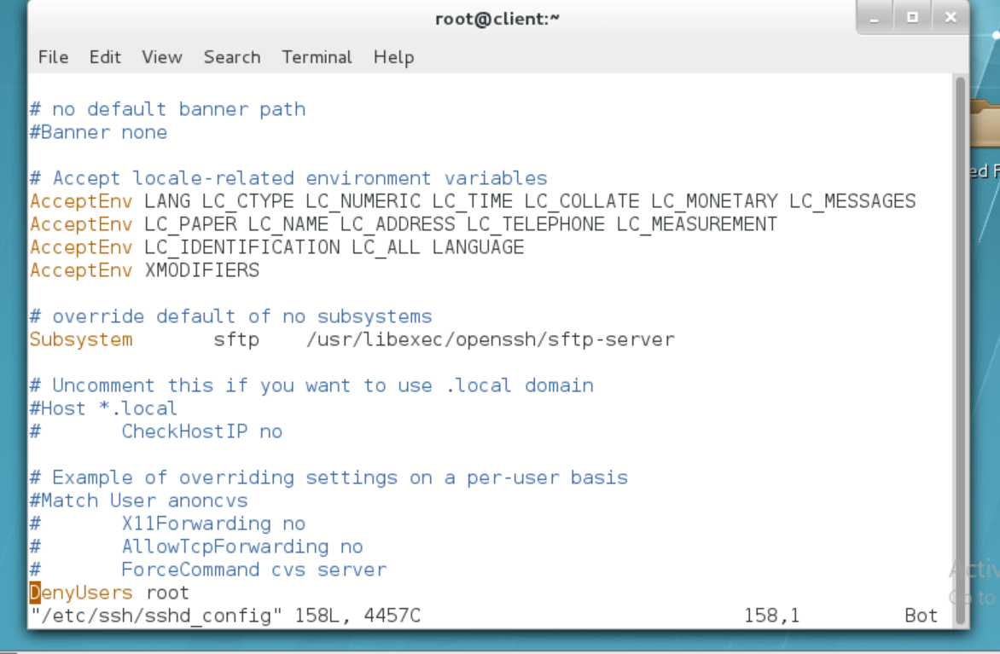 root@client:~
File Edit View Search Terminal Help
# no default banner path
#Banner none
# Accept locale-related environment variables
AcceptEnv LANG LC_CTYPE LC_NUMERIC LC_TIME LC_COLLATE LC_MONETARY LC_MESSAGES
AcceptEnv LC_PAPER LC_NAME LC_ADDRESS LC_TELEPHONE LC_MEASUREMENT
AcceptEnv LC_IDENTIFICATION LC_ALL LANGUAGE
AcceptEnv XMODIFIERS
# override default of no subsystems
Subsystem       sftp    /usr/libexec/openssh/sftp-server
# Uncomment this if you want to use .local domain
#Host *.local
#       CheckHostIP no
# Example of overriding settings on a per-user basis
#Match User anoncvs
#       X11Forwarding no
#       AllowTcpForwarding no
#       ForceCommand cvs server
DenyUsers root
"/etc/ssh/sshd_config" 158L, 4457C 158,1 Bot
ed F
Activ
Go to